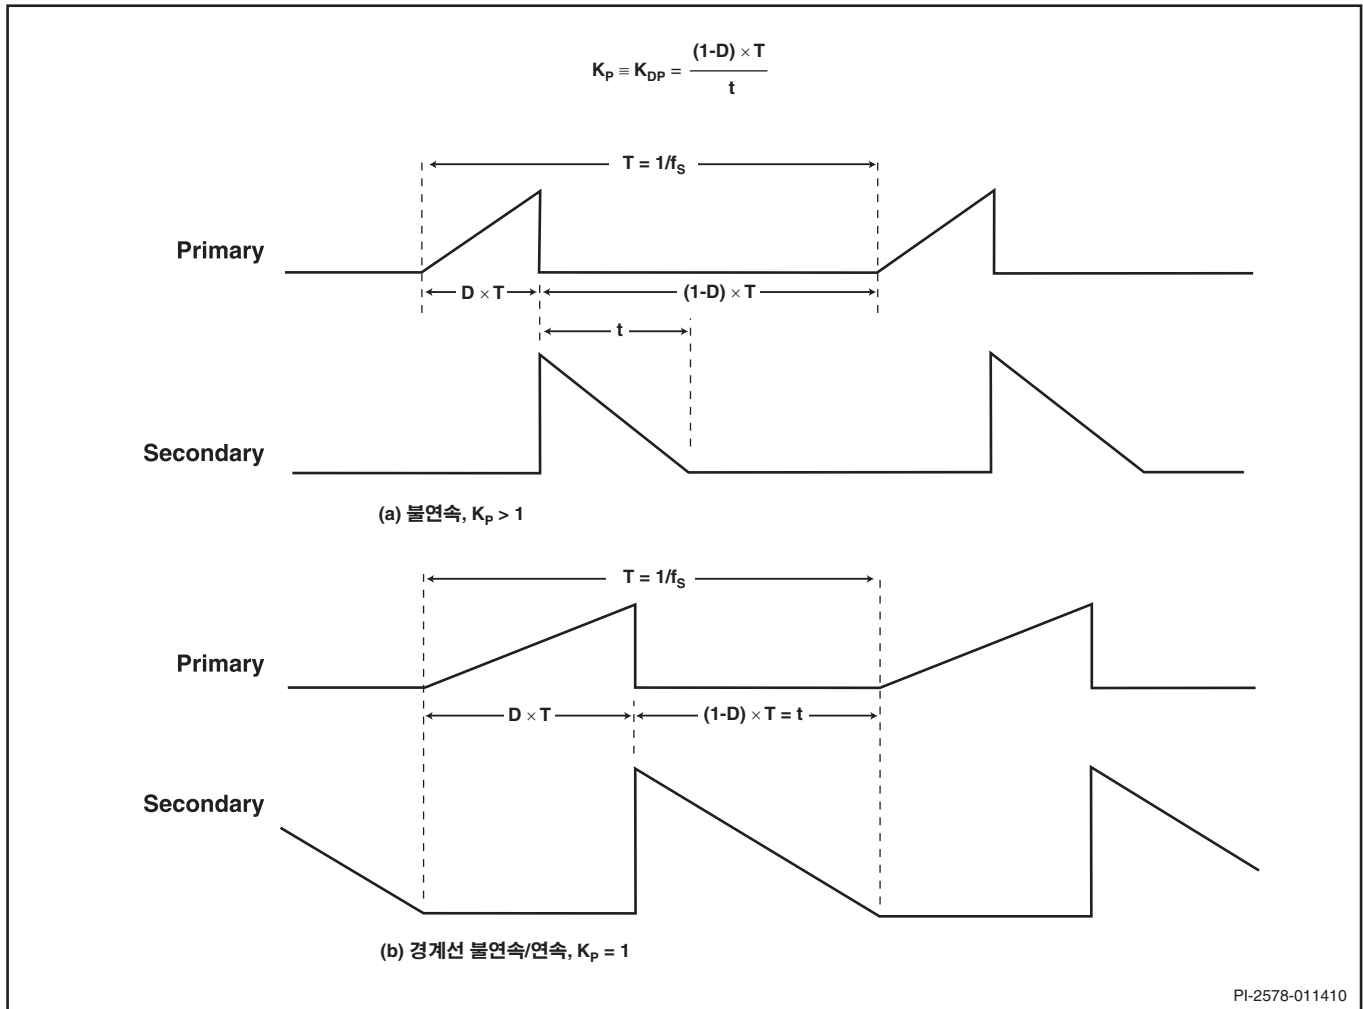 K_P ≡ K_DP = (1-D) × T / t
T = 1/f_S
Primary
D × T
(1-D) × T
t
Secondary
(a) 불연속, K_P > 1
T = 1/f_S
Primary
D × T
(1-D) × T = t
Secondary
(b) 경계선 불연속/연속, K_P = 1
PI-2578-011410